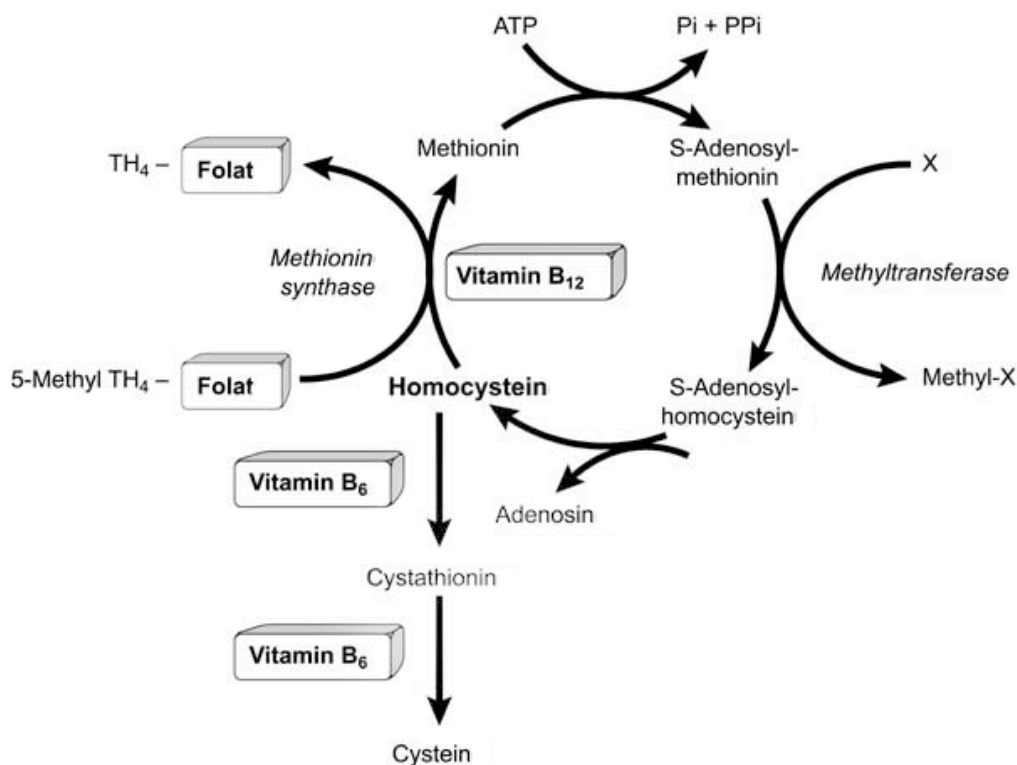 ATP
Pi + PPi
Methionin
S-Adenosyl-
methionin
TH₄ –
Folat
X
Methionin
synthase
Vitamin B₁₂
Methyltransferase
5-Methyl TH₄ –
Folat
Homocystein
S-Adenosyl-
homocystein
Methyl-X
Vitamin B₆
Adenosin
Cystathionin
Vitamin B₆
Cystein